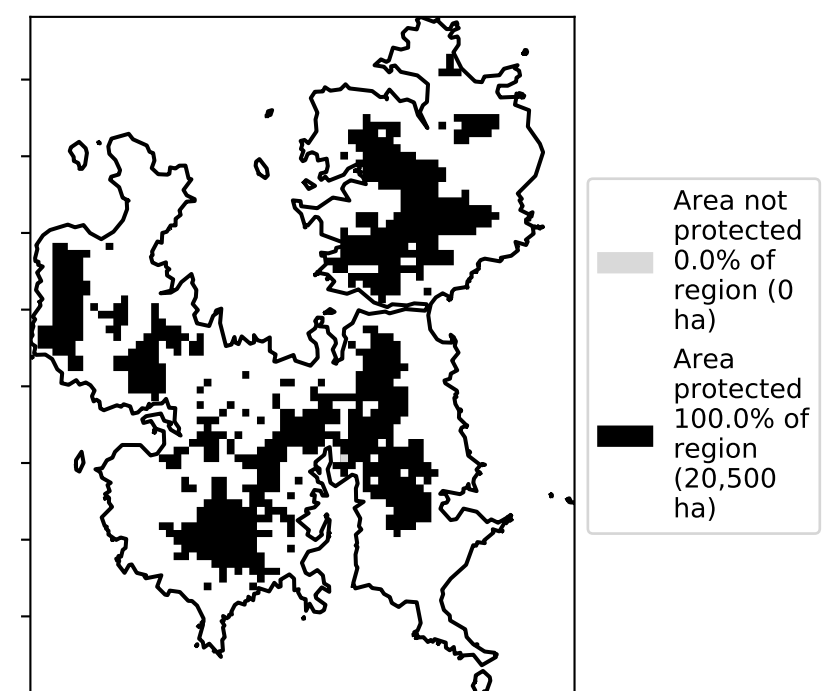 Area not
protected
0.0% of
region (0
ha)
Area
protected
100.0% of
region
(20,500
ha)